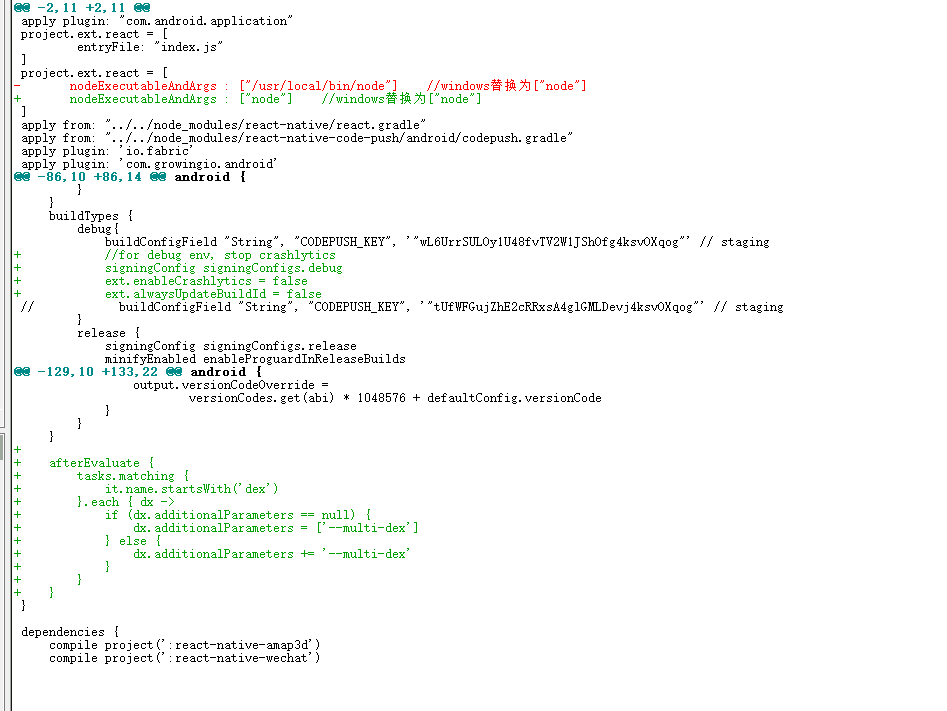 @@ -2,11 +2,11 @@
 apply plugin: "com.android.application"
 project.ext.react = [
         entryFile: "index.js"
 ]
 project.ext.react = [
-       nodeExecutableAndArgs : ["/usr/local/bin/node"]    //windows替换为["node"]
+       nodeExecutableAndArgs : ["node"]    //windows替换为["node"]
 ]
 apply from: "../../node_modules/react-native/react.gradle"
 apply from: "../../node_modules/react-native-code-push/android/codepush.gradle"
 apply plugin: 'io.fabric'
 apply plugin: 'com.growingio.android'
@@ -86,10 +86,14 @@ android {
         }
     }
     buildTypes {
         debug{
             buildConfigField "String", "CODEPUSH_KEY", '"wL6UrrSULOy1U48fvTV2W1JShOfg4ksvOXqog"' // staging
+            //for debug env, stop crashlytics
+            signingConfig signingConfigs.debug
+            ext.enableCrashlytics = false
+            ext.alwaysUpdateBuildId = false
 //            buildConfigField "String", "CODEPUSH_KEY", '"tUfWFGujZhE2cRRxsA4glGMLDevj4ksvOXqog"' // staging
         }
         release {
             signingConfig signingConfigs.release
             minifyEnabled enableProguardInReleaseBuilds
@@ -129,10 +133,22 @@ android {
                 output.versionCodeOverride =
                         versionCodes.get(abi) * 1048576 + defaultConfig.versionCode
             }
         }
     }
+
+    afterEvaluate {
+        tasks.matching {
+            it.name.startsWith('dex')
+        }.each { dx ->
+            if (dx.additionalParameters == null) {
+                dx.additionalParameters = ['--multi-dex']
+            } else {
+                dx.additionalParameters += '--multi-dex'
+            }
+        }
+    }
 }

 dependencies {
     compile project(':react-native-amap3d')
     compile project(':react-native-wechat')